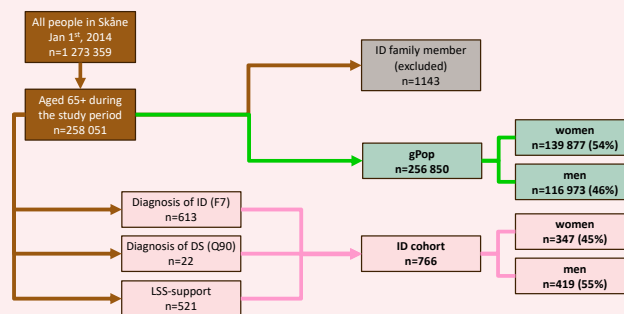 All people in Skåne
Jan 1st, 2014
n=1 273 359
Aged 65+ during
the study period
n=258 051
ID family member
(excluded)
n=1143
gPop
n=256 850
women
n=139 877 (54%)
men
n=116 973 (46%)
Diagnosis of ID (F7)
n=613
Diagnosis of DS (Q90)
n=22
LSS-support
n=521
ID cohort
n=766
women
n=347 (45%)
men
n=419 (55%)